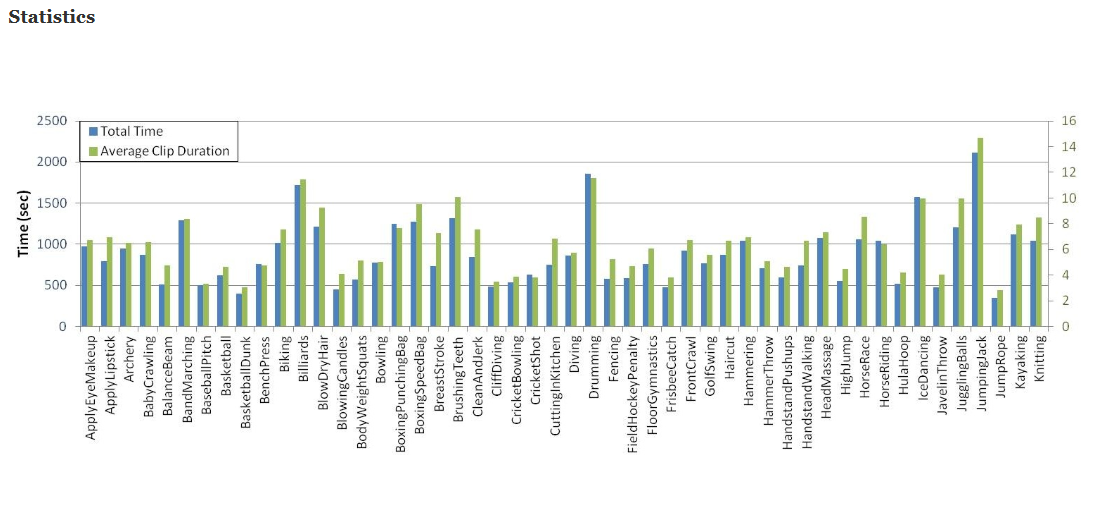 Statistics
2500
2000
1500
1000
500
0
Time (sec)
Total Time
Average Clip Duration
16
14
12
10
8
6
4
2
0
ApplyEyeMakeup
ApplyLipstick
Archery
BabyCrawling
BalanceBeam
BandMarching
BaseballPitch
Basketball
BasketballDunk
BenchPress
Biking
Billiards
BlowDryHair
BlowingCandles
BodyWeightSquats
Bowling
BoxingPunchingBag
BoxingSpeedBag
BreastStroke
BrushingTeeth
CleanAndJerk
CliffDiving
CricketBowling
CricketShot
CuttingInKitchen
Diving
Drumming
Fencing
FieldHockeyPenalty
FloorGymnastics
FrisbeeCatch
FrontCrawl
GolfSwing
Haircut
Hammering
HammerThrow
HandstandPushups
HandstandWalking
HeadMassage
HighJump
HorseRace
HorseRiding
HulaHoop
IceDancing
JavelinThrow
JugglingBalls
JumpingJack
JumpRope
Kayaking
Knitting